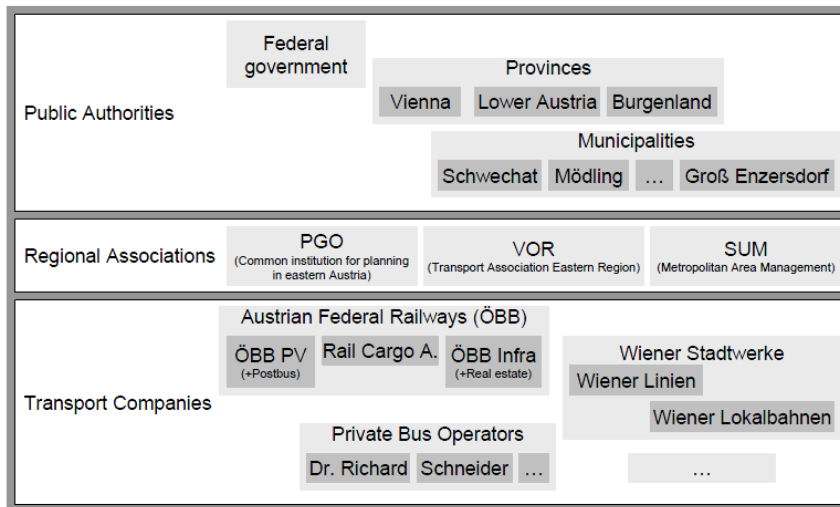 Federal
government
Provinces
Vienna
Lower Austria
Burgenland
Public Authorities
Municipalities
Schwechat
Mödling
...
Groß Enzersdorf
Regional Associations
PGO
(Common institution for planning
in eastern Austria)
VOR
(Transport Association Eastern Region)
SUM
(Metropolitan Area Management)
Austrian Federal Railways (ÖBB)
ÖBB PV
(+Postbus)
Rail Cargo A.
ÖBB Infra
(+Real estate)
Wiener Stadtwerke
Wiener Linien
Wiener Lokalbahnen
Transport Companies
Private Bus Operators
Dr. Richard
Schneider
...
...